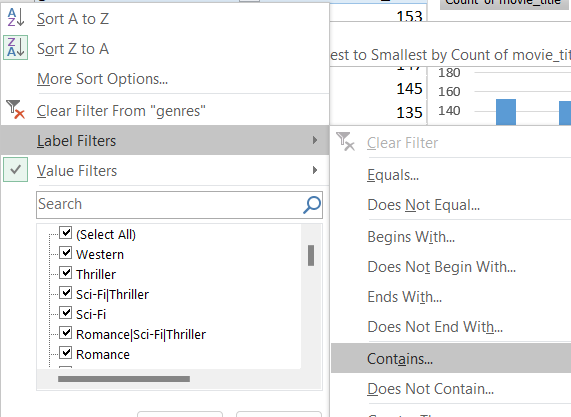 Sort A to Z
Sort Z to A
More Sort Options...
Clear Filter From "genres"
Label Filters
Value Filters
Search
(Select All)
Western
Thriller
Sci-Fi|Thriller
Sci-Fi
Romance|Sci-Fi|Thriller
Romance
153
145
135
Count of movie_title
est to Smallest by Count of movie_tit
180
160
140
Clear Filter
Equals...
Does Not Equal...
Begins With...
Does Not Begin With...
Ends With...
Does Not End With...
Contains...
Does Not Contain...